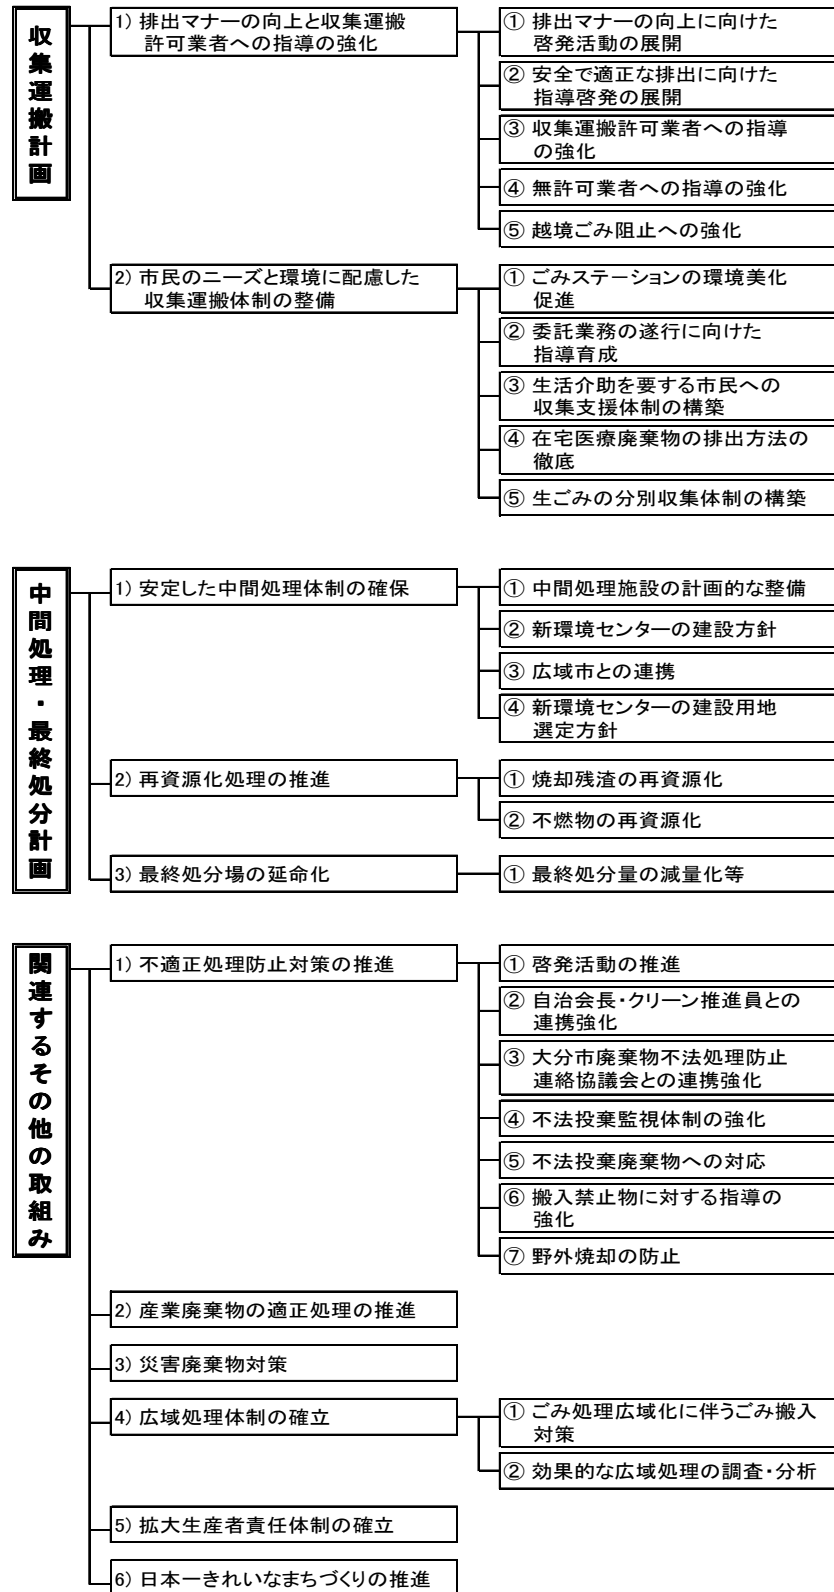 収集運搬計画
1) 排出マナーの向上と収集運搬
許可業者への指導の強化
① 排出マナーの向上に向けた
啓発活動の展開
② 安全で適正な排出に向けた
指導啓発の展開
③ 収集運搬許可業者への指導
の強化
④ 無許可業者への指導の強化
⑤ 越境ごみ阻止への強化
2) 市民のニーズと環境に配慮した
収集運搬体制の整備
① ごみステーションの環境美化
促進
② 委託業務の遂行に向けた
指導育成
③ 生活介助を要する市民への
収集支援体制の構築
④ 在宅医療廃棄物の排出方法の
徹底
⑤ 生ごみの分別収集体制の構築
中間処理・最終処分計画
1) 安定した中間処理体制の確保
① 中間処理施設の計画的な整備
② 新環境センターの建設方針
③ 広域市との連携
④ 新環境センターの建設用地
選定方針
2) 再資源化処理の推進
① 焼却残渣の再資源化
② 不燃物の再資源化
3) 最終処分場の延命化
① 最終処分量の減量化等
関連するその他の取組み
1) 不適正処理防止対策の推進
① 啓発活動の推進
② 自治会長・クリーン推進員との
連携強化
③ 大分市廃棄物不法処理防止
連絡協議会との連携強化
④ 不法投棄監視体制の強化
⑤ 不法投棄廃棄物への対応
⑥ 搬入禁止物に対する指導の
強化
⑦ 野外焼却の防止
2) 産業廃棄物の適正処理の推進
3) 災害廃棄物対策
4) 広域処理体制の確立
① ごみ処理広域化に伴うごみ搬入
対策
② 効果的な広域処理の調査・分析
5) 拡大生産者責任体制の確立
6) 日本一きれいなまちづくりの推進